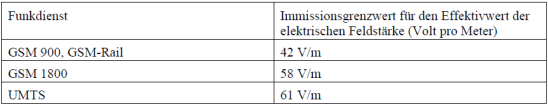 Funkdienst
Immissionsgrenzwert für den Effektivwert der
elektrischen Feldstärke (Volt pro Meter)
GSM 900, GSM-Rail
42 V/m
GSM 1800
58 V/m
UMTS
61 V/m